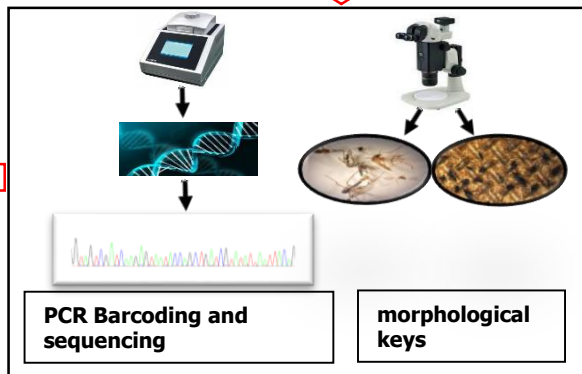 PCR Barcoding and
sequencing
morphological
keys